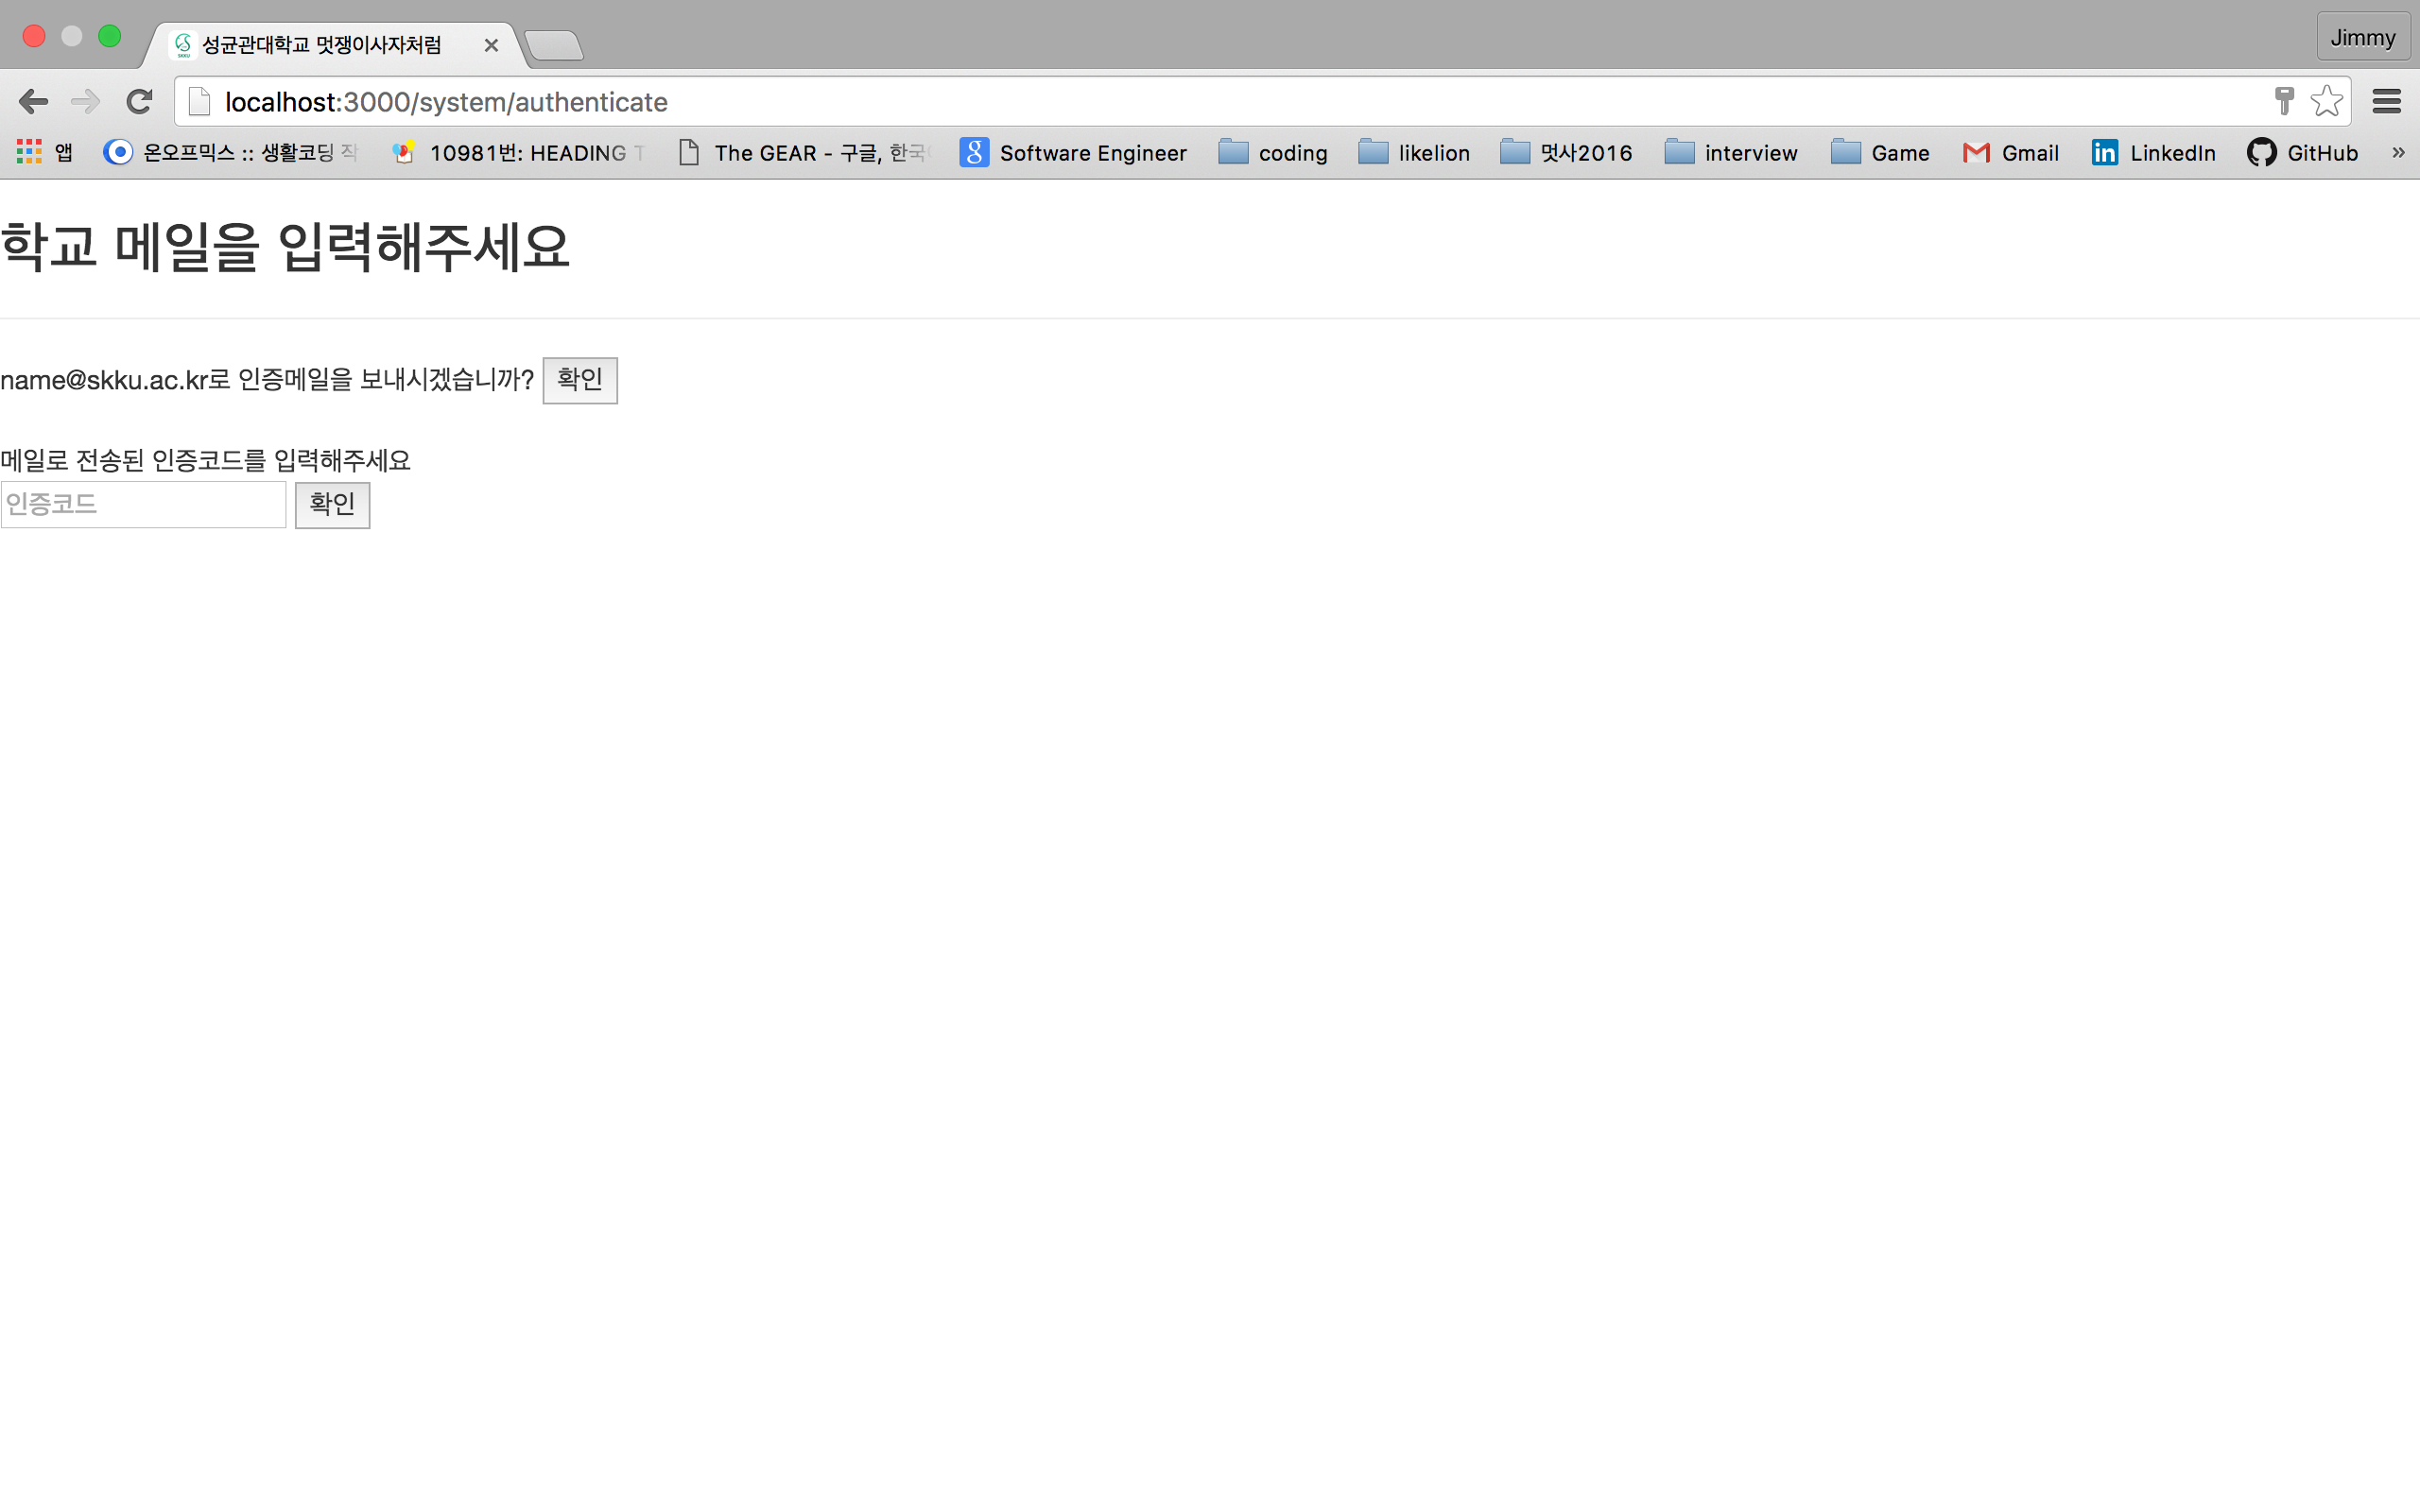 성균관대학교 멋쟁이사자처럼
Jimmy
localhost:3000/system/authenticate
앱
온오프믹스 :: 생활코딩 작
10981번: HEADING T
The GEAR - 구글, 한국
Software Engineer
coding
likelion
멋사2016
interview
Game
Gmail
LinkedIn
GitHub
»
학교 메일을 입력해주세요
name@skku.ac.kr로 인증메일을 보내시겠습니까? 확인
메일로 전송된 인증코드를 입력해주세요
인증코드 확인